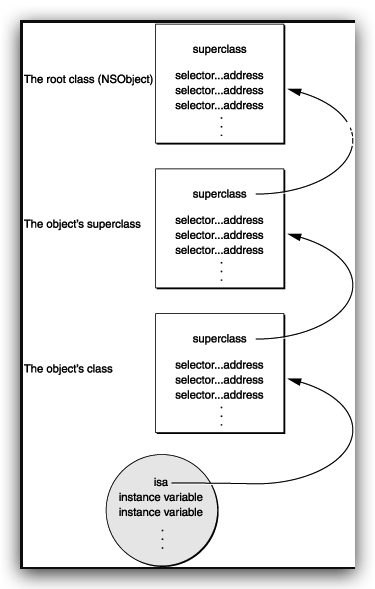 superclass
The root class (NSObject)
selector...address
selector...address
selector...address
.
.
.
superclass
The object's superclass
selector...address
selector...address
selector...address
.
.
.
superclass
The object's class
selector...address
selector...address
selector...address
.
.
.
isa
instance variable
instance variable
.
.
.